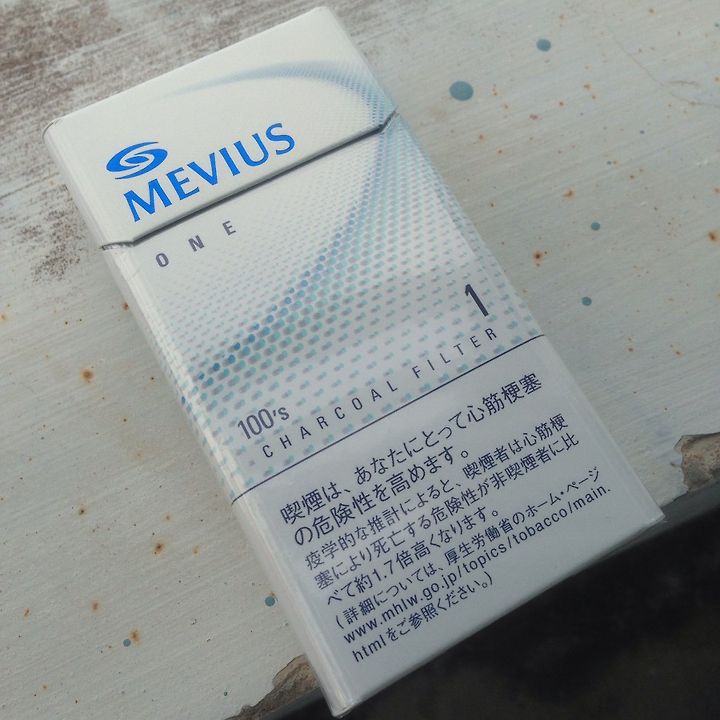 MEVIUS
ONE
1
100's
CHARCOAL FILTER
喫煙は、あなたにとって心筋梗塞
の危険性を高めます。
疫学的な推計によると、喫煙者は心筋梗
塞により死亡する危険性が非喫煙者に比
べて約1.7倍高くなります。
(詳細については、厚生労働省のホーム・ページ
www.mhlw.go.jp/topics/tobacco/main.
htmlをご参照ください。)